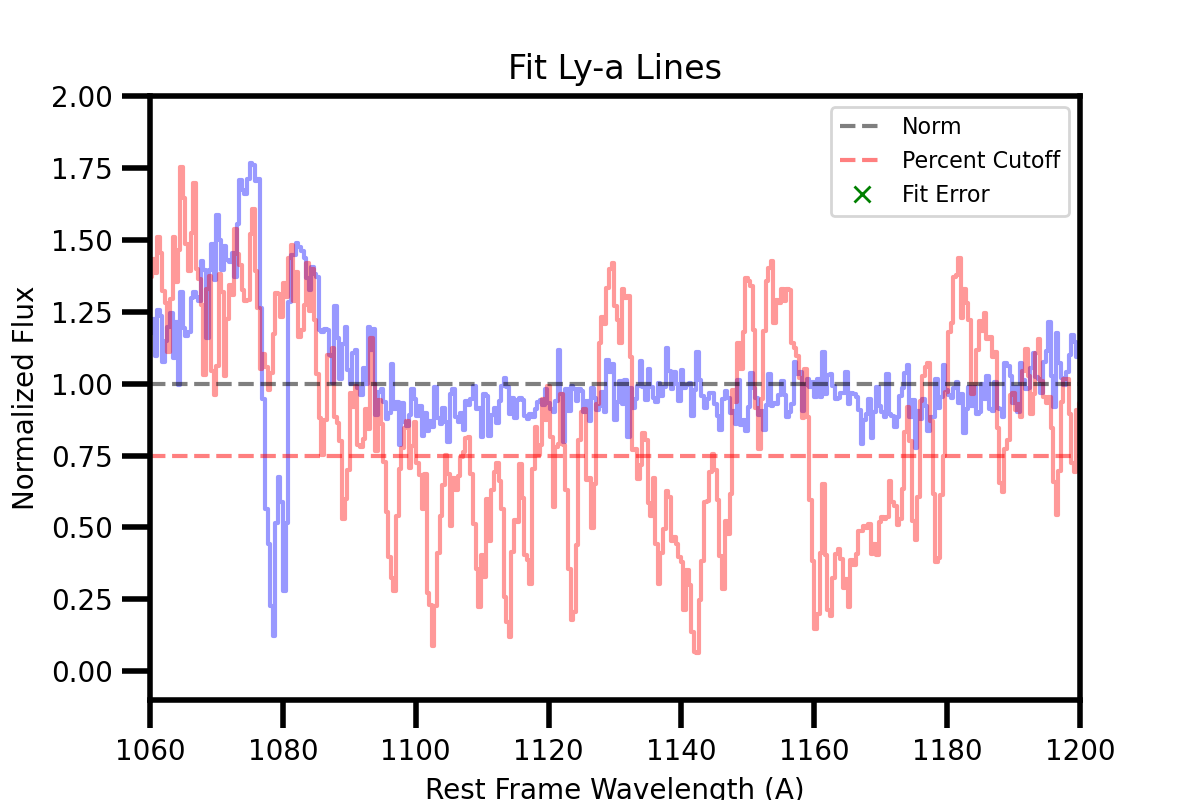 Fit Ly-a Lines
2.00
1.75
1.50
1.25
1.00
0.75
0.50
0.25
0.00
Normalized Flux
Norm
Percent Cutoff
Fit Error
1060 1080 1100 1120 1140 1160 1180 1200
Rest Frame Wavelength (A)